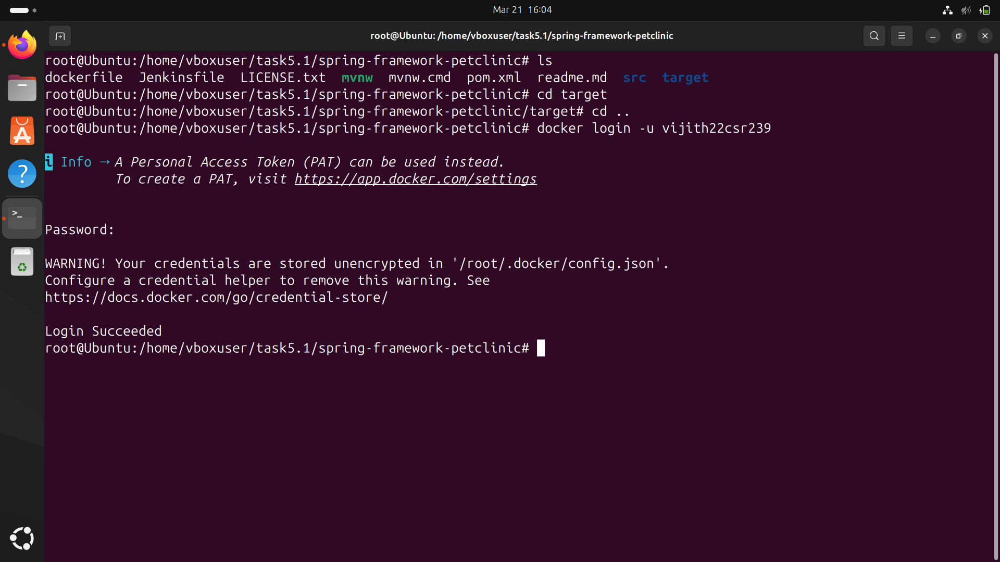 Mar 21 16:04
root@Ubuntu: /home/vboxuser/task5.1/spring-framework-petclinic
root@Ubuntu:/home/vboxuser/task5.1/spring-framework-petclinic# ls
dockerfile Jenkinsfile LICENSE.txt mvnw mvnw.cmd pom.xml readme.md src target
root@Ubuntu:/home/vboxuser/task5.1/spring-framework-petclinic# cd target
root@Ubuntu:/home/vboxuser/task5.1/spring-framework-petclinic/target# cd ..
root@Ubuntu:/home/vboxuser/task5.1/spring-framework-petclinic# docker login -u vijith22csr239
i Info → A Personal Access Token (PAT) can be used instead.
To create a PAT, visit https://app.docker.com/settings
Password:
WARNING! Your credentials are stored unencrypted in '/root/.docker/config.json'.
Configure a credential helper to remove this warning. See
https://docs.docker.com/go/credential-store/
Login Succeeded
root@Ubuntu:/home/vboxuser/task5.1/spring-framework-petclinic#